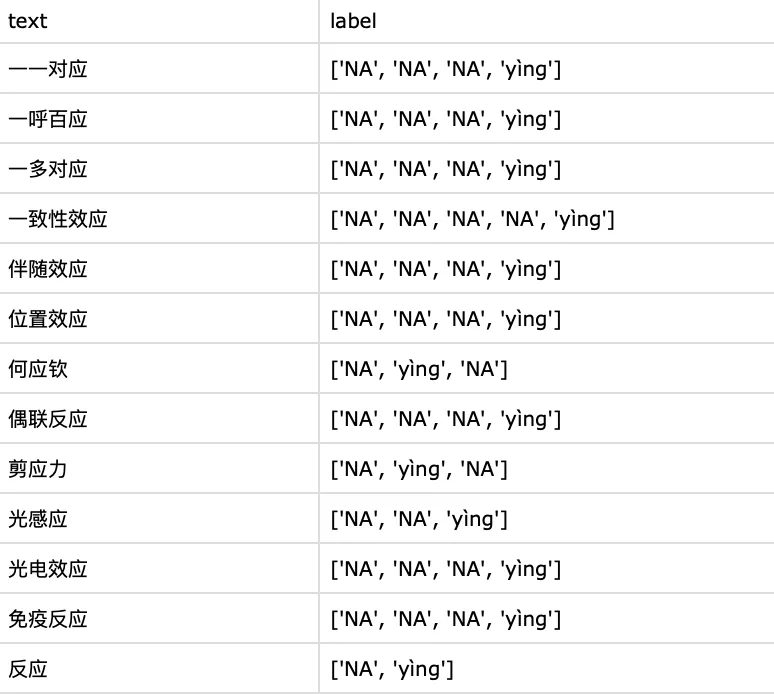 text label
一一对应 ['NA', 'NA', 'NA', 'yìng']
一呼百应 ['NA', 'NA', 'NA', 'yìng']
一多对应 ['NA', 'NA', 'NA', 'yìng']
一致性效应 ['NA', 'NA', 'NA', 'NA', 'yìng']
伴随效应 ['NA', 'NA', 'NA', 'yìng']
位置效应 ['NA', 'NA', 'NA', 'yìng']
何应钦 ['NA', 'yìng', 'NA']
偶联反应 ['NA', 'NA', 'NA', 'yìng']
剪应力 ['NA', 'yìng', 'NA']
光感应 ['NA', 'NA', 'yìng']
光电效应 ['NA', 'NA', 'NA', 'yìng']
免疫反应 ['NA', 'NA', 'NA', 'yìng']
反应 ['NA', 'yìng']